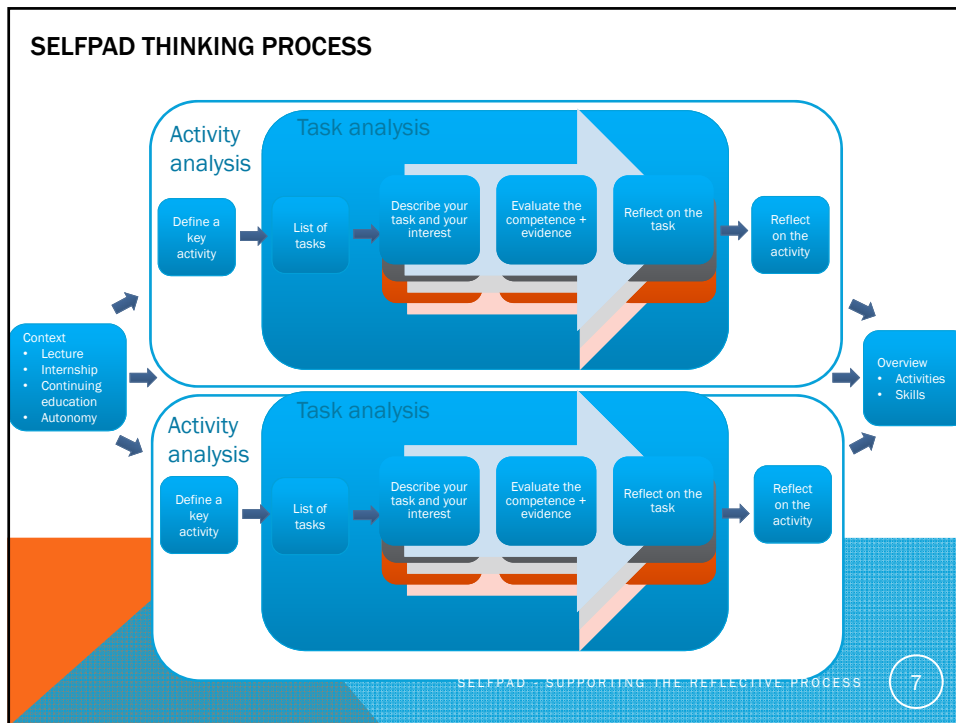 SELFPAD THINKING PROCESS
Activity
analysis
Task analysis
Define a
key
activity
List of
tasks
Describe your
task and your
interest
Evaluate the
competence +
evidence
Reflect on the
task
Reflect
on the
activity
Context
• Lecture
• Internship
• Continuing
education
• Autonomy
Overview
• Activities
• Skills
Activity
analysis
Task analysis
Define a
key
activity
List of
tasks
Describe your
task and your
interest
Evaluate the
competence +
evidence
Reflect on the
task
Reflect
on the
activity
SELFPAD - SUPPORTING THE REFLECTIVE PROCESS
7